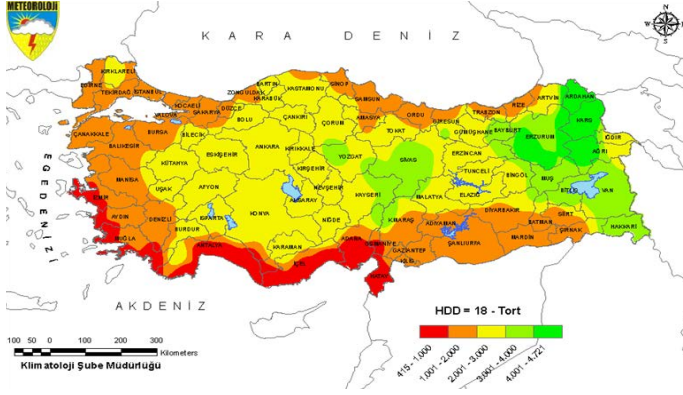 METEOROLOJİ
KARA DENİZ
KIRKLARELİ
EDİRNE
TEKİRDAĞ
İSTANBUL
KOCAELİ
YALOVA
SAKARYA
DÜZCE
ZONGULDAK
BARTIN
KARABÜK
KASTAMONU
SİNOP
SAMSUN
ORDU
GİRESUN
TRABZON
RİZE
ARTVİN
ARDAHAN
KARS
IĞDIR
AĞRI
ERZURUM
BAYBURT
GÜMÜŞHANE
ERZİNCAN
TUNCELİ
BİNGÖL
MUŞ
BİTLİS
VAN
HAKKARİ
SİİRT
ŞIRNAK
BATMAN
MARDİN
DİYARBAKIR
ELAZIĞ
MALATYA
ADIYAMAN
ŞANLIURFA
GAZİANTEP
KİLİS
OSMANİYE
HATAY
ADANA
K.MARAŞ
KAYSERİ
SİVAS
TOKAT
AMASYA
ÇORUM
YOZGAT
KIRIKKALE
KIRŞEHİR
NEVŞEHİR
AKSARAY
NİĞDE
İÇEL
KARAMAN
KONYA
ANKARA
ÇANKIRI
BOLU
BİLECİK
ESKİŞEHİR
KÜTAHYA
AFYON
UŞAK
ISPARTA
BURDUR
ANTALYA
DENİZLİ
MUĞLA
AYDIN
İZMİR
MANİSA
BALIKESİR
BURSA
ÇANAKKALE
EGE DENİZİ
AKDENİZ
HDD = 18 - Tort
415 - 1.000
1.001 - 2.000
2.001 - 3.000
3.001 - 4.000
4.001 - 4.721
100 50 0 100 200 300
Kilometers
Klimatoloji Şube Müdürlüğü